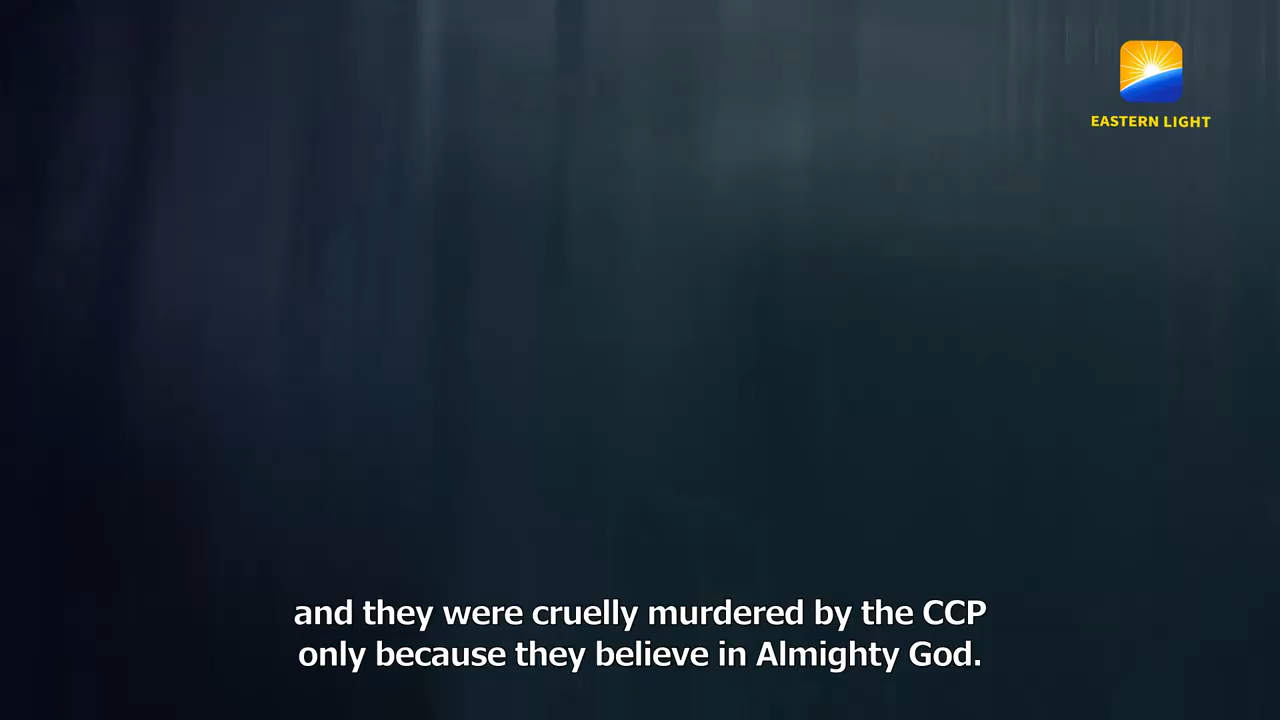 EASTERN LIGHT
and they were cruelly murdered by the CCP
only because they believe in Almighty God.